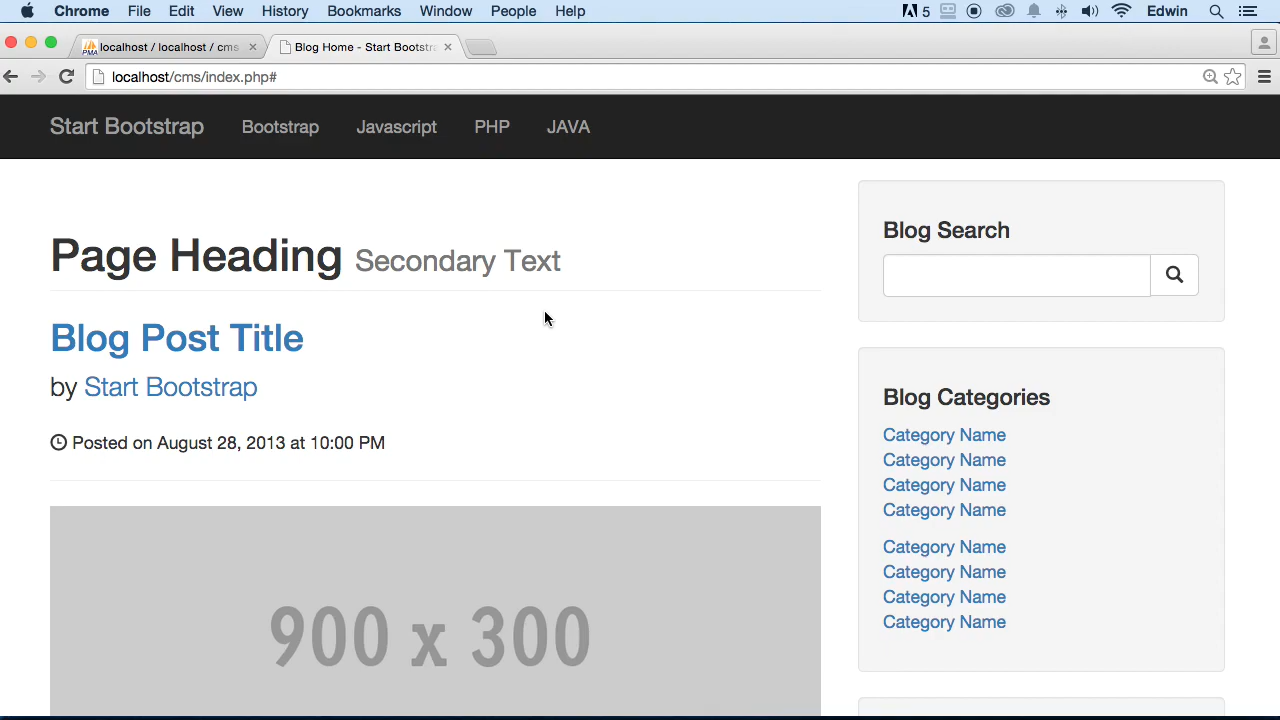 Chrome File Edit View History Bookmarks Window People Help 5 Edwin
PMA localhost / localhost / cms Blog Home - Start Bootstra
localhost/cms/index.php#
Start Bootstrap Bootstrap Javascript PHP JAVA
Page Heading Secondary Text
Blog Post Title
by Start Bootstrap
Posted on August 28, 2013 at 10:00 PM
900 x 300
Blog Search
Blog Categories
Category Name
Category Name
Category Name
Category Name
Category Name
Category Name
Category Name
Category Name